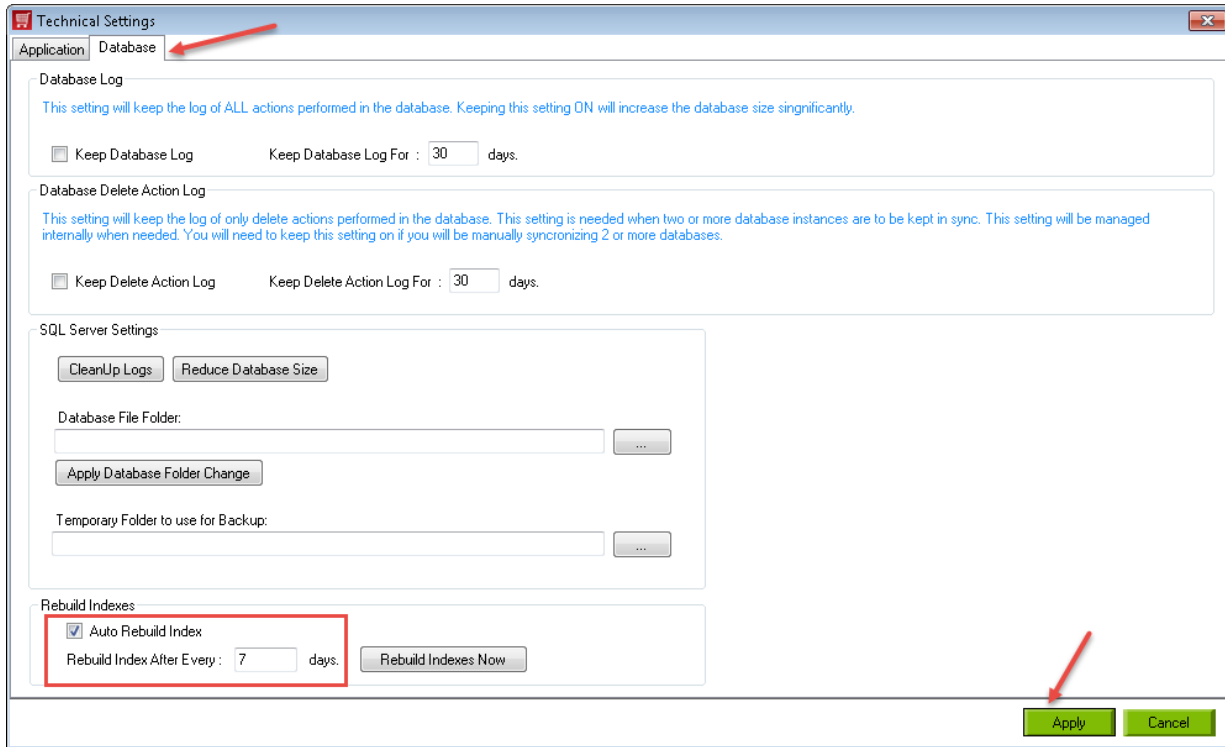 Technical Settings
Application Database
Database Log
This setting will keep the log of ALL actions performed in the database. Keeping this setting ON will increase the database size singnificantly.
Keep Database Log Keep Database Log For : 30 days.
Database Delete Action Log
This setting will keep the log of only delete actions performed in the database. This setting is needed when two or more database instances are to be kept in sync. This setting will be managed
internally when needed. You will need to keep this setting on if you will be manually syncronizing 2 or more databases.
Keep Delete Action Log Keep Delete Action Log For : 30 days.
SQL Server Settings
CleanUp Logs Reduce Database Size
Database File Folder:
...
Apply Database Folder Change
Temporary Folder to use for Backup:
...
Rebuild Indexes
Auto Rebuild Index
Rebuild Index After Every : 7 days. Rebuild Indexes Now
Apply Cancel